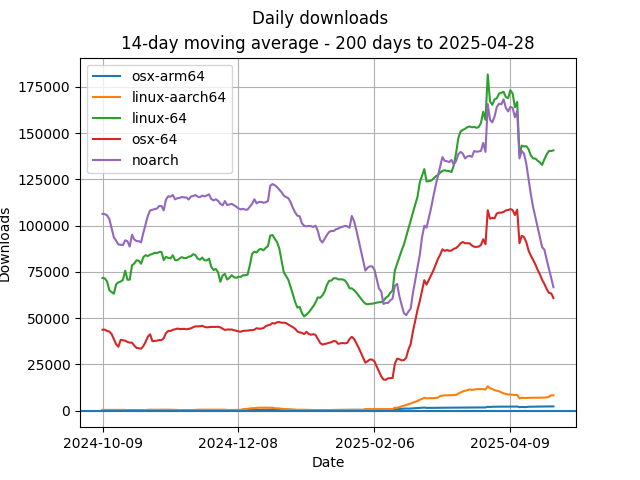 Daily downloads
14-day moving average - 200 days to 2025-04-28
osx-arm64
linux-aarch64
linux-64
osx-64
noarch
175000
150000
125000
100000
75000
50000
25000
0
Downloads
2024-10-09
2024-12-08
2025-02-06
2025-04-09
Date